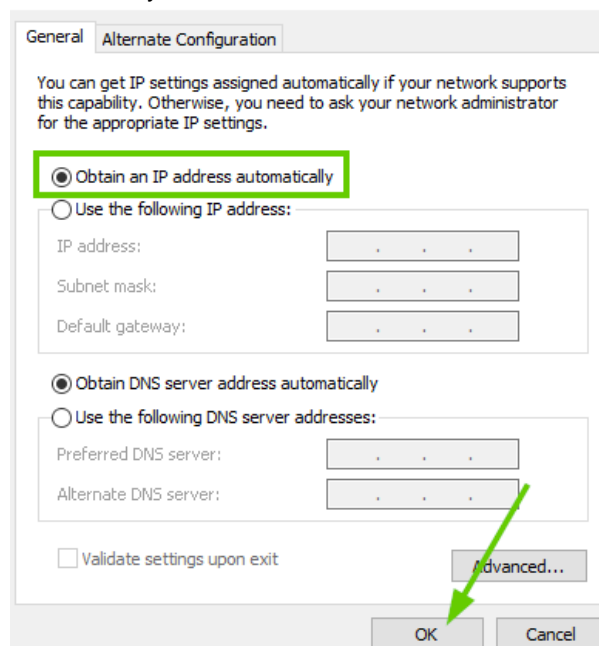 General
Alternate Configuration
You can get IP settings assigned automatically if your network supports
this capability. Otherwise, you need to ask your network administrator
for the appropriate IP settings.
Obtain an IP address automatically
Use the following IP address:
IP address:
Subnet mask:
Default gateway:
Obtain DNS server address automatically
Use the following DNS server addresses:
Preferred DNS server:
Alternate DNS server:
Validate settings upon exit
Advanced...
OK
Cancel